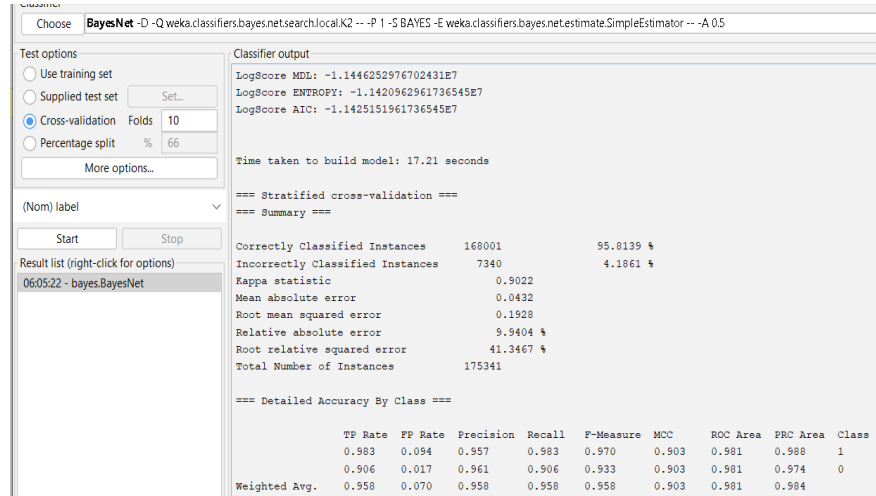 Classifier
Choose BayesNet -D -Q weka.classifiers.bayes.net.search.local.K2 -- -P 1 -S BAYES -E weka.classifiers.bayes.net.estimate.SimpleEstimator -- -A 0.5
Test options
Use training set
Supplied test set Set...
Cross-validation Folds 10
Percentage split % 66
More options...
(Nom) label
Start Stop
Result list (right-click for options)
06:05:22 - bayes.BayesNet
Classifier output
LogScore MDL: -1.1446252976702431E7
LogScore ENTROPY: -1.1420962961736545E7
LogScore AIC: -1.1425151961736545E7
Time taken to build model: 17.21 seconds
=== Stratified cross-validation ===
=== Summary ===
Correctly Classified Instances 168001 95.8139 %
Incorrectly Classified Instances 7340 4.1861 %
Kappa statistic 0.9022
Mean absolute error 0.0432
Root mean squared error 0.1928
Relative absolute error 9.9404 %
Root relative squared error 41.3467 %
Total Number of Instances 175341
=== Detailed Accuracy By Class ===
TP Rate FP Rate Precision Recall F-Measure MCC ROC Area PRC Area Class
0.983 0.094 0.957 0.983 0.970 0.903 0.981 0.988 1
0.906 0.017 0.961 0.906 0.933 0.903 0.981 0.974 0
Weighted Avg. 0.958 0.070 0.958 0.958 0.958 0.903 0.981 0.984